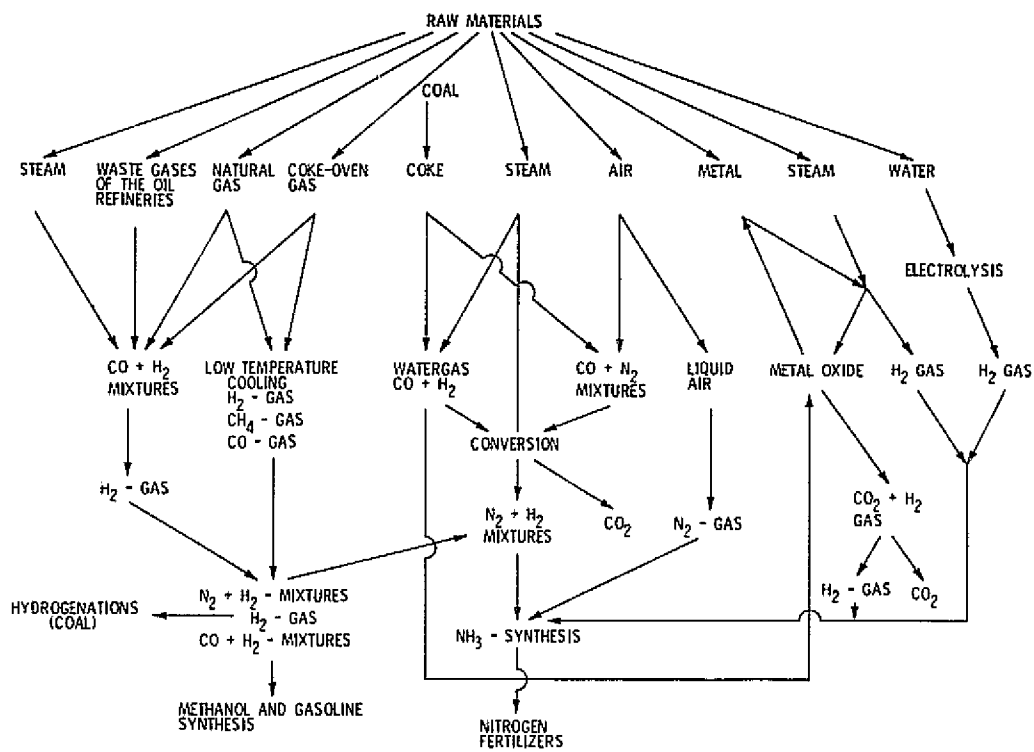 RAW MATERIALS
COAL
STEAM
WASTE GASES
OF THE OIL
REFINERIES
NATURAL
GAS
COKE-OVEN
GAS
COKE
STEAM
AIR
METAL
STEAM
WATER
ELECTROLYSIS
CO + H2
MIXTURES
LOW TEMPERATURE
COOLING
H2 - GAS
CH4 - GAS
CO - GAS
WATERGAS
CO + H2
CO + N2
MIXTURES
LIQUID
AIR
METAL OXIDE
H2 GAS
H2 GAS
CONVERSION
H2 - GAS
N2 + H2
MIXTURES
CO2
N2 - GAS
CO2 + H2
GAS
H2 - GAS
CO2
HYDROGENATIONS
(COAL)
N2 + H2 - MIXTURES
H2 - GAS
CO + H2 - MIXTURES
NH3 - SYNTHESIS
METHANOL AND GASOLINE
SYNTHESIS
NITROGEN
FERTILIZERS